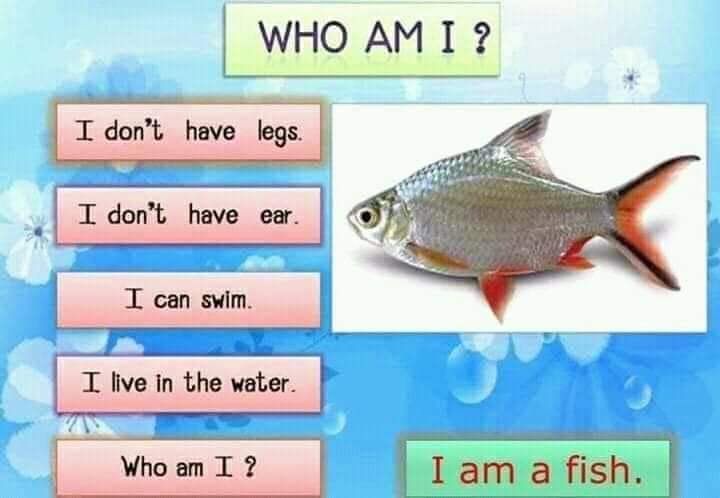 WHO AM I ?
I don't have legs.
I don't have ear.
I can swim.
I live in the water.
Who am I ?
I am a fish.